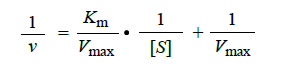 1/v = Km/Vmax • 1/[S] + 1/Vmax